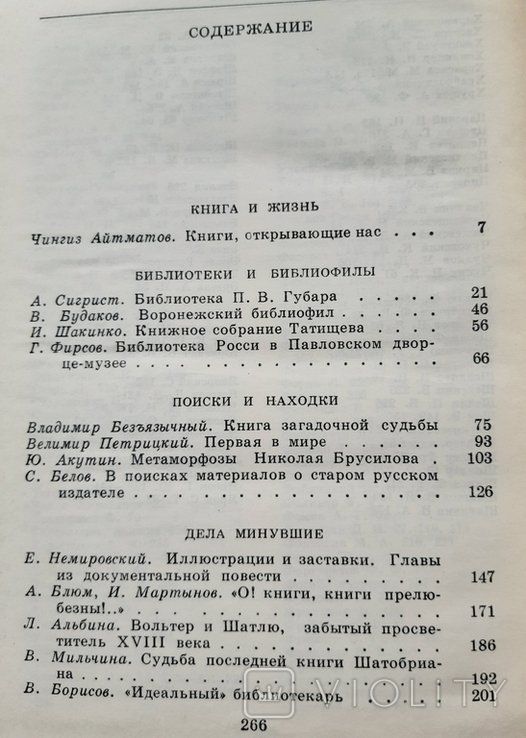 СОДЕРЖАНИЕ
КНИГА И ЖИЗНЬ
Чингиз Айтматов. Книги, открывающие нас . . . 7
БИБЛИОТЕКИ И БИБЛИОФИЛЫ
А. Сигрист. Библиотека П. В. Губара . . . . . 21
В. Будаков. Воронежский библиофил . . . . . 46
И. Шакинко. Книжное собрание Татищева . . . . 56
Г. Фирсов. Библиотека Росси в Павловском двор-
це-музее . . . . . . . . . . . . . . 66
ПОИСКИ И НАХОДКИ
Владимир Безъязычный. Книга загадочной судьбы 75
Велимир Петрицкий. Первая в мире . . . . . 93
Ю. Акутин. Метаморфозы Николая Брусилова . 103
С. Белов. В поисках материалов о старом русском
издателе . . . . . . . . . . . . . . 126
ДЕЛА МИНУВШИЕ
Е. Немировский. Иллюстрации и заставки. Главы
из документальной повести . . . . . . . . 147
А. Блюм, И. Мартынов. «О! книги, книги прелю-
безны!..» . . . . . . . . . . . . . . 171
Л. Альбина. Вольтер и Шатлю, забытый просве-
титель XVIII века . . . . . . . . . . . 186
В. Мильчина. Судьба последней книги Шатобриа-
на . . . . . . . . . . . . . . . . . 192
В. Борисов. «Идеальный» библиотекарь . . . . 201
266
VIOLITY